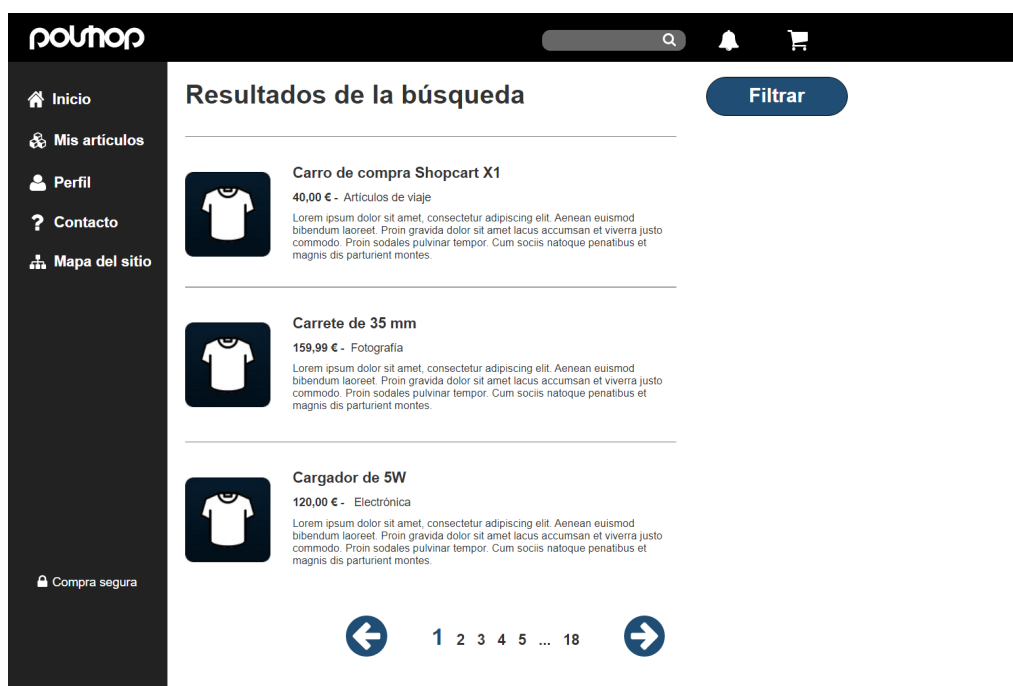 poushop
Inicio
Mis artículos
Perfil
Contacto
Mapa del sitio
Compra segura
Resultados de la búsqueda
Filtrar
Carro de compra Shopcart X1
40,00 € - Artículos de viaje
Lorem ipsum dolor sit amet, consectetur adipiscing elit. Aenean euismod
bibendum laoreet. Proin gravida dolor sit amet lacus accumsan et viverra justo
commodo. Proin sodales pulvinar tempor. Cum sociis natoque penatibus et
magnis dis parturient montes.
Carrete de 35 mm
159,99 € - Fotografía
Lorem ipsum dolor sit amet, consectetur adipiscing elit. Aenean euismod
bibendum laoreet. Proin gravida dolor sit amet lacus accumsan et viverra justo
commodo. Proin sodales pulvinar tempor. Cum sociis natoque penatibus et
magnis dis parturient montes.
Cargador de 5W
120,00 € - Electrónica
Lorem ipsum dolor sit amet, consectetur adipiscing elit. Aenean euismod
bibendum laoreet. Proin gravida dolor sit amet lacus accumsan et viverra justo
commodo. Proin sodales pulvinar tempor. Cum sociis natoque penatibus et
magnis dis parturient montes.
1 2 3 4 5 ... 18